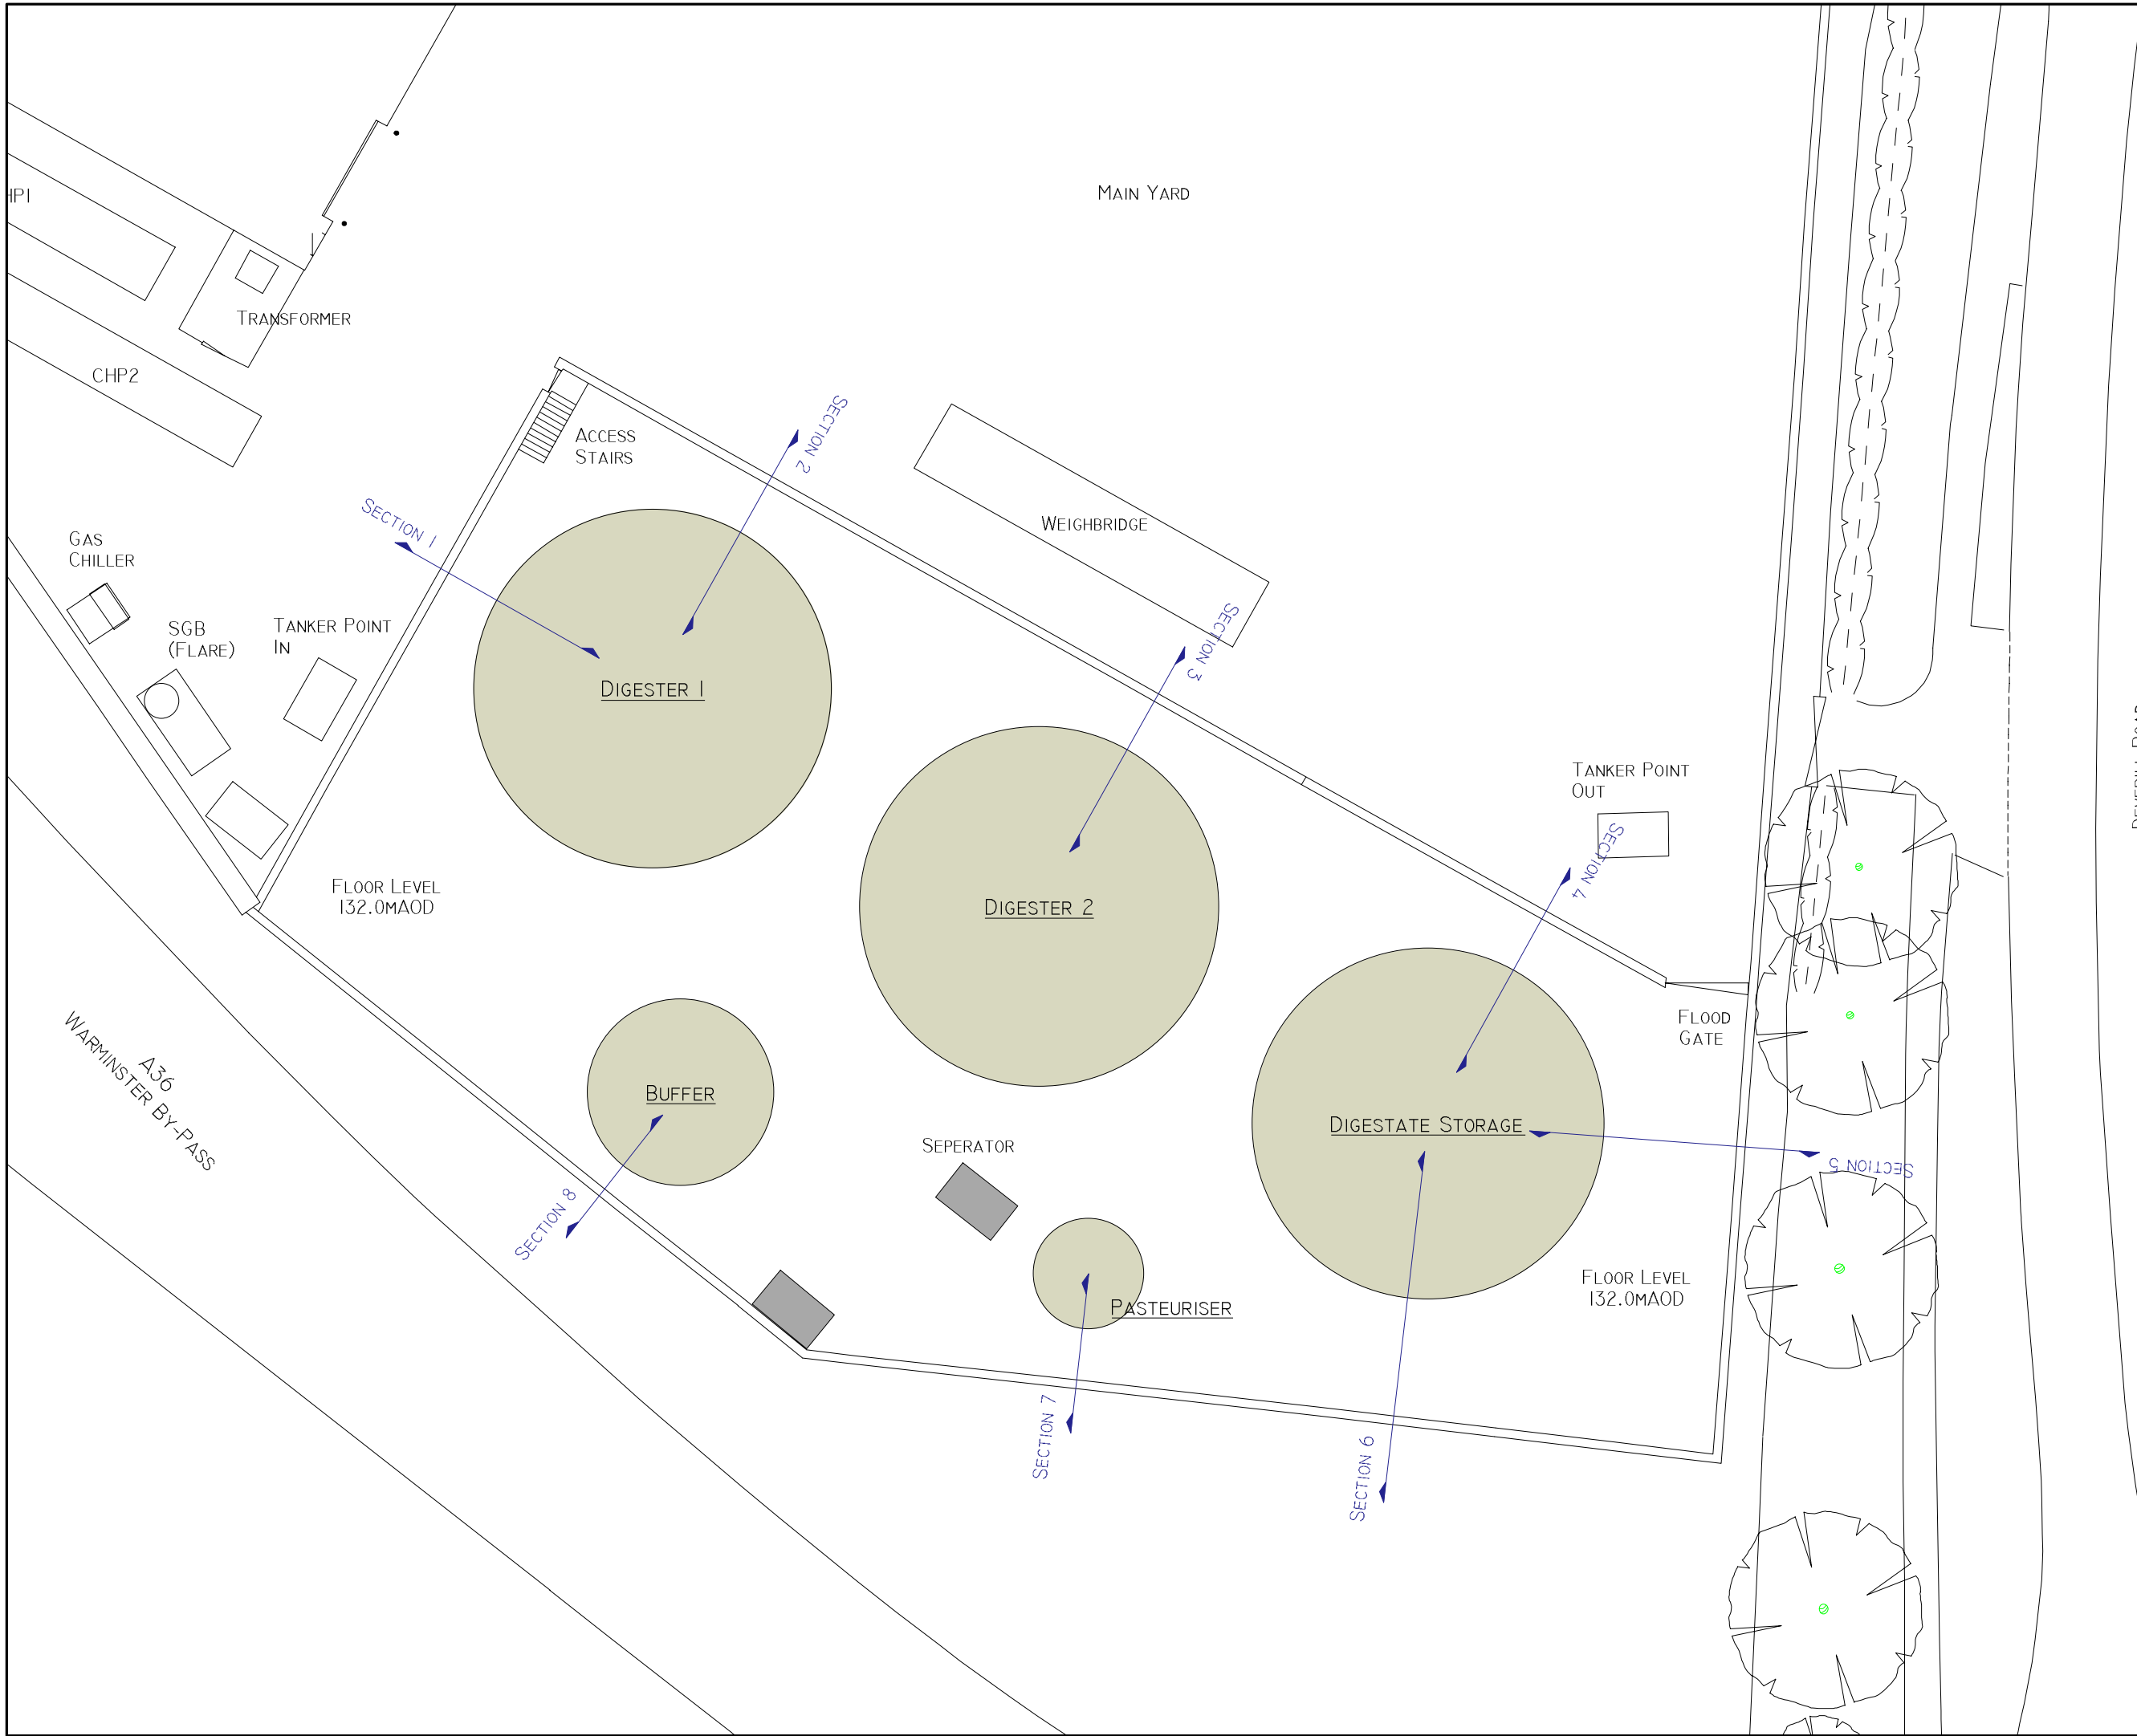 MAIN YARD
HP1
TRANSFORMER
CHP2
SECTION 2
ACCESS
STAIRS
SECTION 1
WEIGHBRIDGE
GAS
CHILLER
SGB
(FLARE)
TANKER POINT
IN
SECTION 3
DIGESTER 1
TANKER POINT
OUT
SECTION 4
FLOOR LEVEL
132.0MAOD
DIGESTER 2
FLOOD
GATE
A36
WARMINSTER BY-PASS
BUFFER
DIGESTATE STORAGE
SEPERATOR
SECTION 5
SECTION 8
FLOOR LEVEL
132.0MAOD
PASTEURISER
SECTION 7
SECTION 6